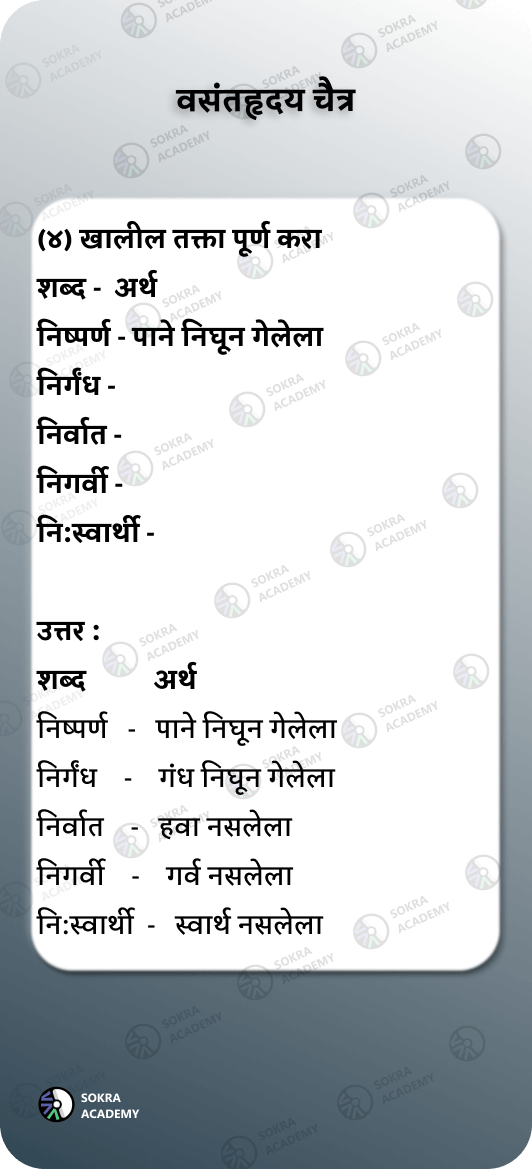 वसंतहृदय चैत्र
(४) खालील तक्ता पूर्ण करा
शब्द - अर्थ
निष्पर्ण - पाने निघून गेलेला
निर्गंध -
निर्वात -
निगर्वी -
नि:स्वार्थी -
उत्तर :
शब्द अर्थ
निष्पर्ण - पाने निघून गेलेला
निर्गंध - गंध निघून गेलेला
निर्वात - हवा नसलेला
निगर्वी - गर्व नसलेला
नि:स्वार्थी - स्वार्थ नसलेला
SOKRA
ACADEMY